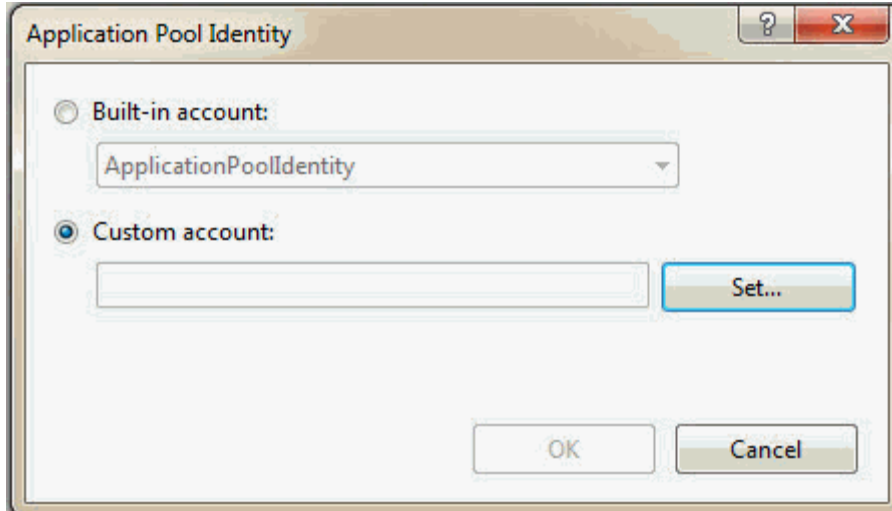 Application Pool Identity
?
Built-in account:
ApplicationPoolIdentity
Custom account:
Set...
OK
Cancel